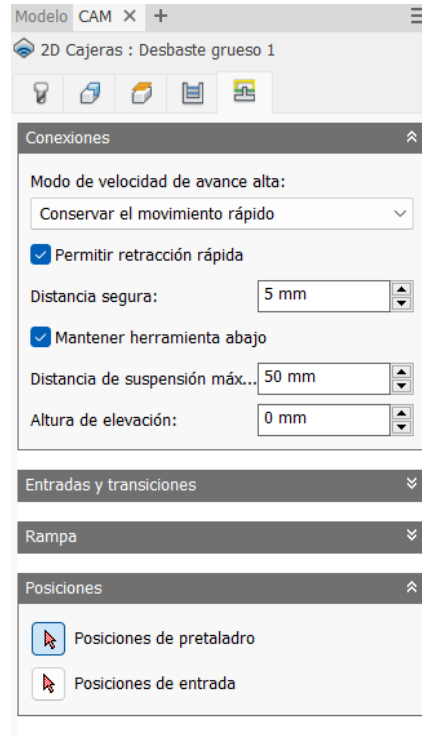 Modelo CAM
2D Cajeras : Desbaste grueso 1
Conexiones
Modo de velocidad de avance alta:
Conservar el movimiento rápido
Permitir retracción rápida
Distancia segura: 5 mm
Mantener herramienta abajo
Distancia de suspensión máx... 50 mm
Altura de elevación: 0 mm
Entradas y transiciones
Rampa
Posiciones
Posiciones de pretaladro
Posiciones de entrada